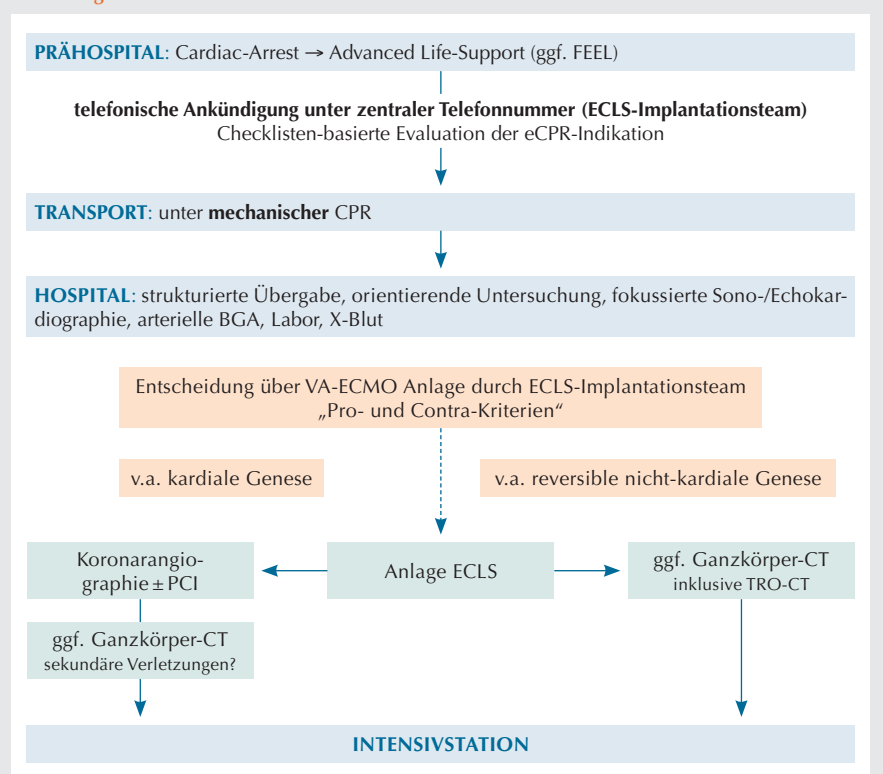 PRÄHOSPITAL: Cardiac-Arrest → Advanced Life-Support (ggf. FEEL)
telefonische Ankündigung unter zentraler Telefonnummer (ECLS-Implantationsteam)
Checklisten-basierte Evaluation der eCPR-Indikation
TRANSPORT: unter mechanischer CPR
HOSPITAL: strukturierte Übergabe, orientierende Untersuchung, fokussierte Sono-/Echokar-
diographie, arterielle BGA, Labor, X-Blut
Entscheidung über VA-ECMO Anlage durch ECLS-Implantationsteam
„Pro- und Contra-Kriterien“
v.a. kardiale Genese
v.a. reversible nicht-kardiale Genese
Koronarangio-
graphie ± PCI
Anlage ECLS
ggf. Ganzkörper-CT
inklusive TRO-CT
ggf. Ganzkörper-CT
sekundäre Verletzungen?
INTENSIVSTATION